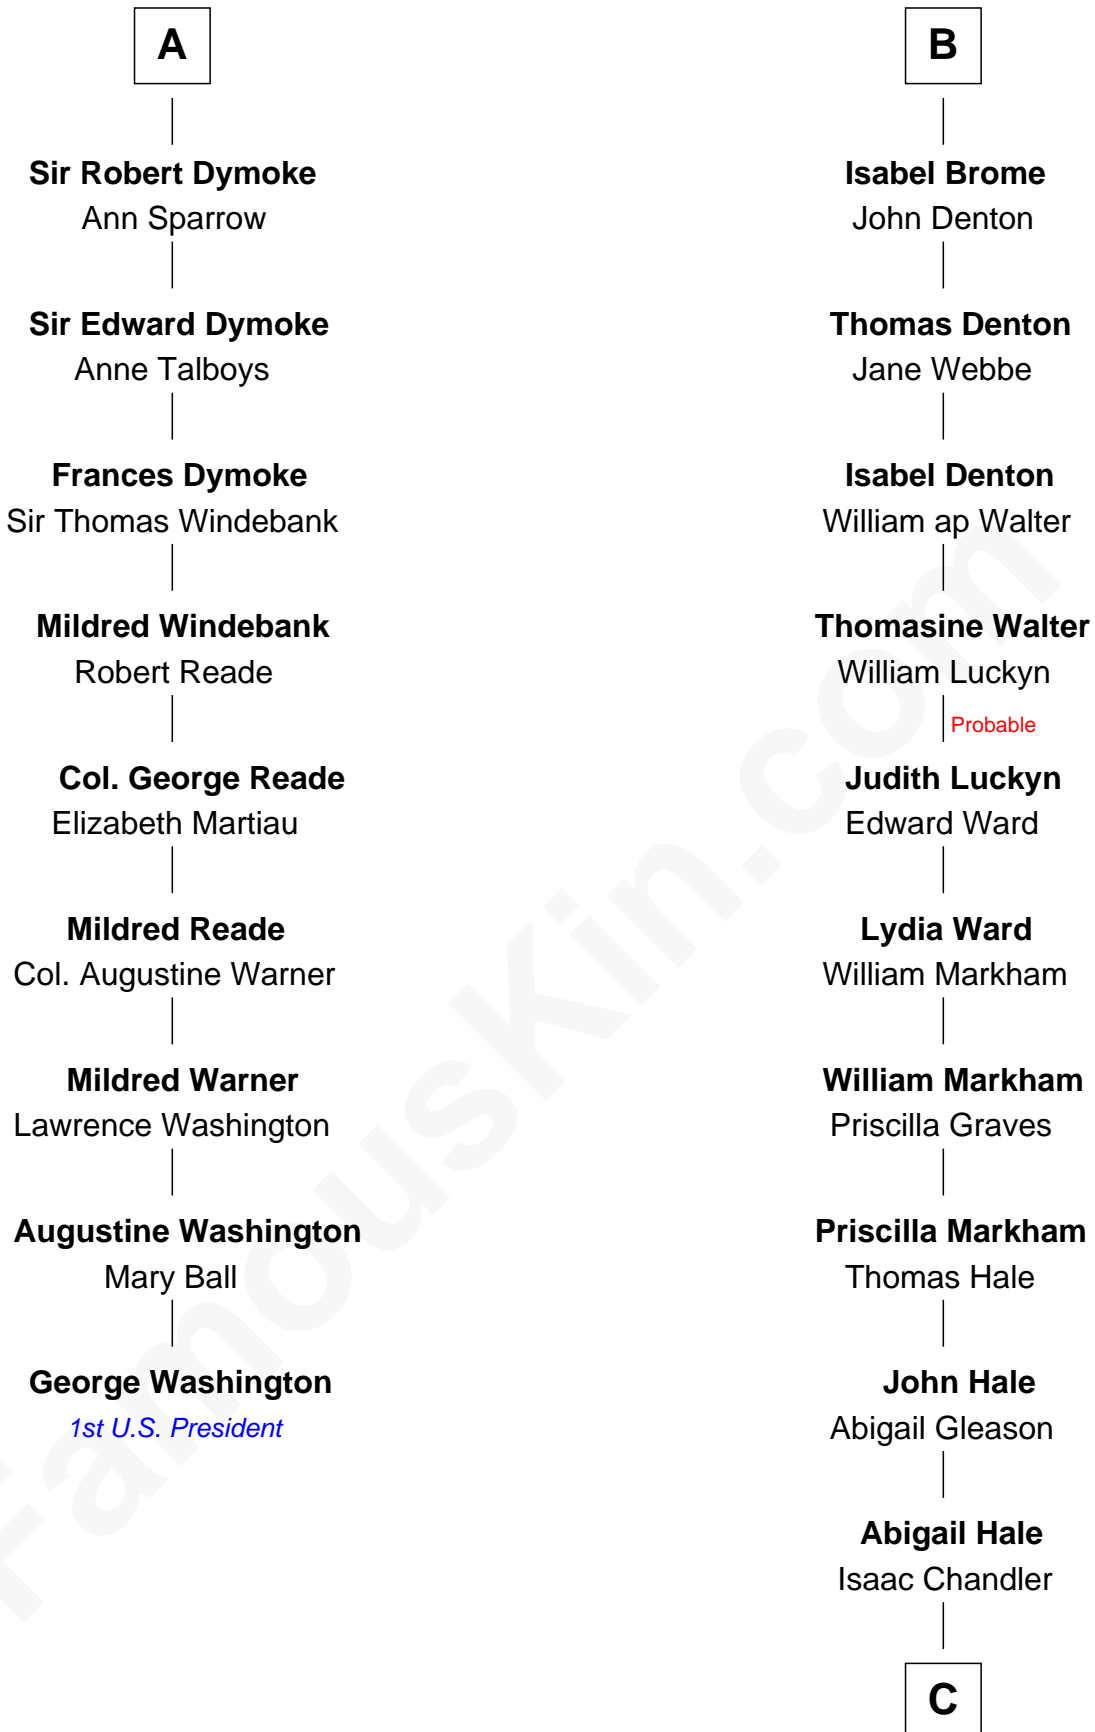 A
Sir Robert Dymoke
Ann Sparrow
Sir Edward Dymoke
Anne Talboys
Frances Dymoke
Sir Thomas Windebank
Mildred Windebank
Robert Reade
Col. George Reade
Elizabeth Martiau
Mildred Reade
Col. Augustine Warner
Mildred Warner
Lawrence Washington
Augustine Washington
Mary Ball
George Washington
1st U.S. President
B
Isabel Brome
John Denton
Thomas Denton
Jane Webbe
Isabel Denton
William ap Walter
Thomasine Walter
William Luckyn
Probable
Judith Luckyn
Edward Ward
Lydia Ward
William Markham
William Markham
Priscilla Graves
Priscilla Markham
Thomas Hale
John Hale
Abigail Gleason
Abigail Hale
Isaac Chandler
C
FamousKin.com